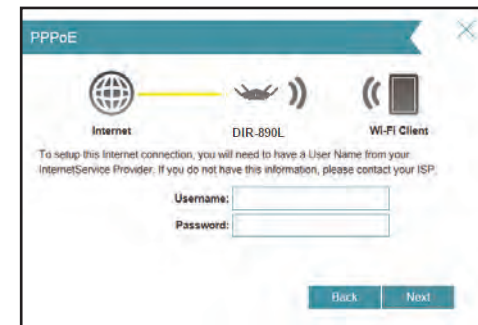 PPPoE
Internet DIR-890L Wi-Fi Client
To setup this Internet connection, you will need to have a User Name from your
InternetService Provider. If you do not have this information, please contact your ISP.
Username:
Password:
Back Next